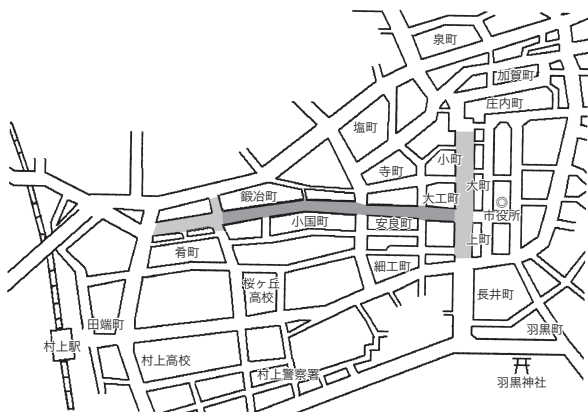 泉町
加賀町
庄内町
塩町
小町
寺町
大町
鍛冶町
大工町
市役所
小国町
安良町
上町
肴町
細工町
桜ヶ丘
高校
長井町
田端町
羽黒町
村上駅
村上高校
村上警察署
羽黒神社